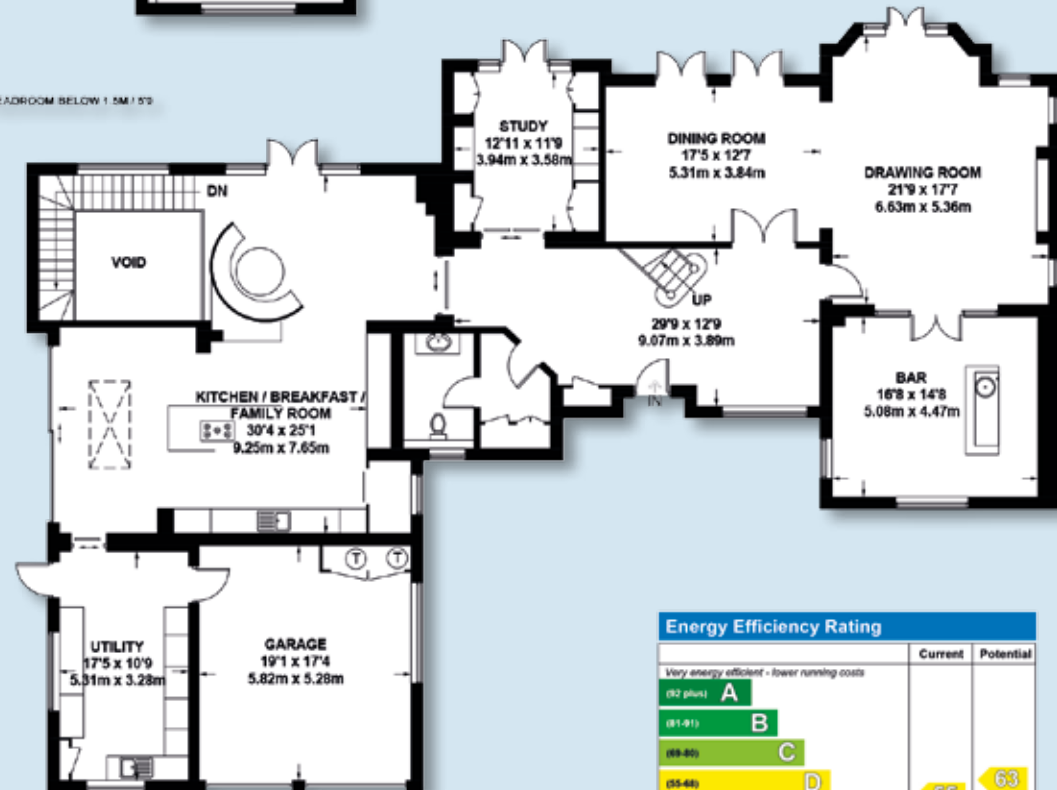 EADROOM BELOW 1.5M / 5'0
STUDY
12'11 x 11'9
3.94m x 3.58m
DINING ROOM
17'5 x 12'7
5.31m x 3.84m
DRAWING ROOM
21'9 x 17'7
6.63m x 5.36m
DN
VOID
UP
29'9 x 12'9
9.07m x 3.89m
IN
BAR
16'8 x 14'8
5.08m x 4.47m
KITCHEN / BREAKFAST /
FAMILY ROOM
30'4 x 25'1
9.25m x 7.65m
T T
UTILITY
17'5 x 10'9
5.31m x 3.28m
GARAGE
19'1 x 17'4
5.82m x 5.28m
Energy Efficiency Rating
Current Potential
Very energy efficient - lower running costs
(92 plus) A
(81-91) B
(69-80) C
(55-68) D
63